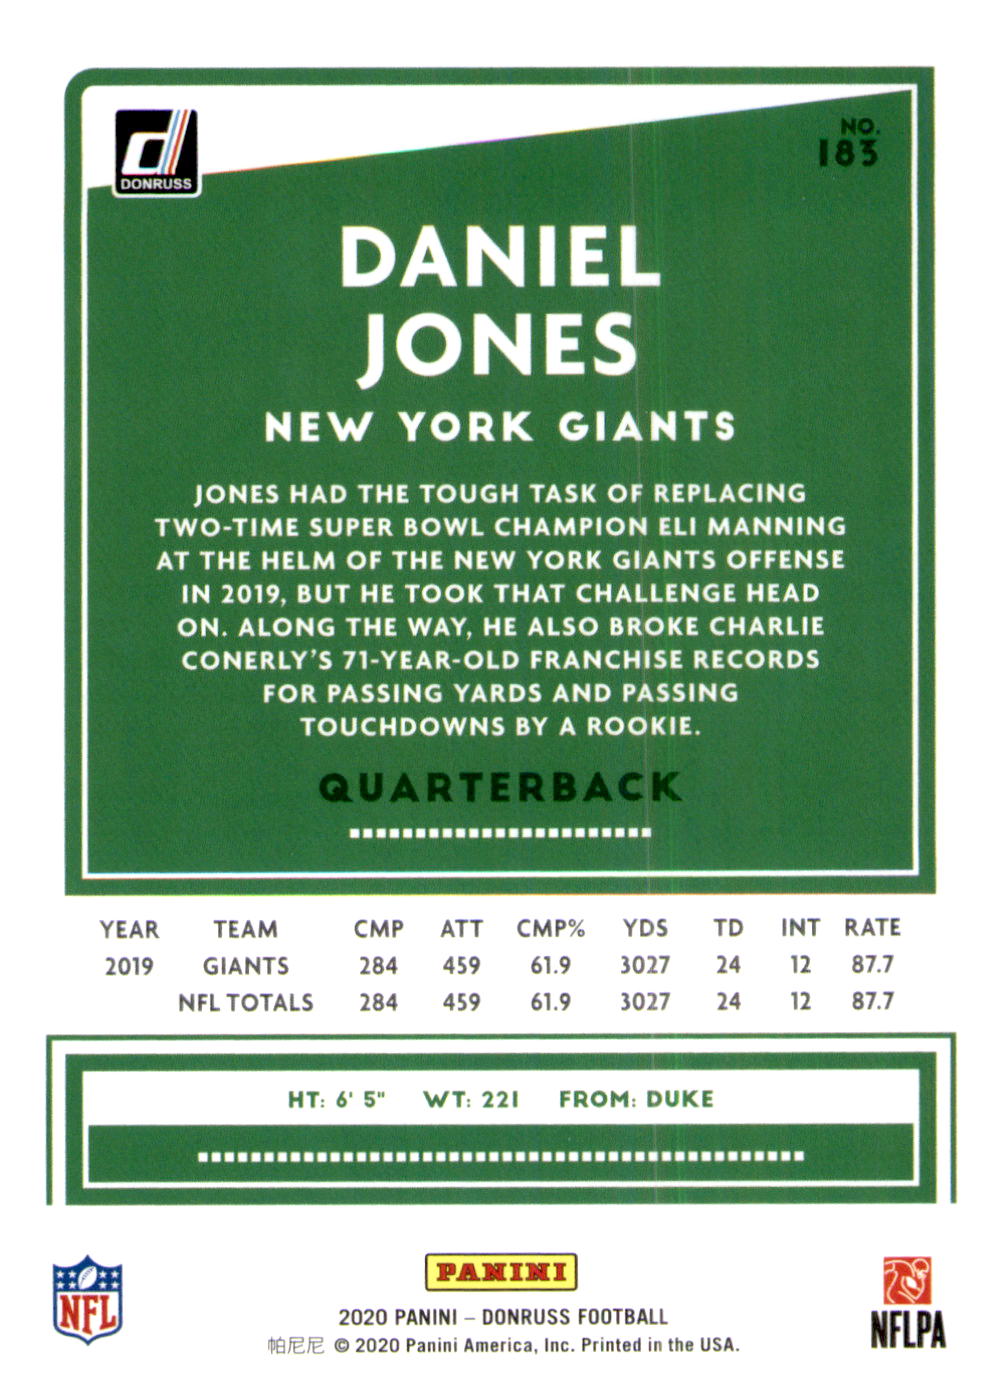 DONRUSS
NO.
183
DANIEL
JONES
NEW YORK GIANTS
JONES HAD THE TOUGH TASK OF REPLACING
TWO-TIME SUPER BOWL CHAMPION ELI MANNING
AT THE HELM OF THE NEW YORK GIANTS OFFENSE
IN 2019, BUT HE TOOK THAT CHALLENGE HEAD
ON. ALONG THE WAY, HE ALSO BROKE CHARLIE
CONERLY'S 71-YEAR-OLD FRANCHISE RECORDS
FOR PASSING YARDS AND PASSING
TOUCHDOWNS BY A ROOKIE.
QUARTERBACK
YEAR TEAM CMP ATT CMP% YDS TD INT RATE
2019 GIANTS 284 459 61.9 3027 24 12 87.7
NFL TOTALS 284 459 61.9 3027 24 12 87.7
HT: 6' 5" WT: 221 FROM: DUKE
NFL
PANINI
NFLPA
2020 PANINI – DONRUSS FOOTBALL
帕尼尼 © 2020 Panini America, Inc. Printed in the USA.